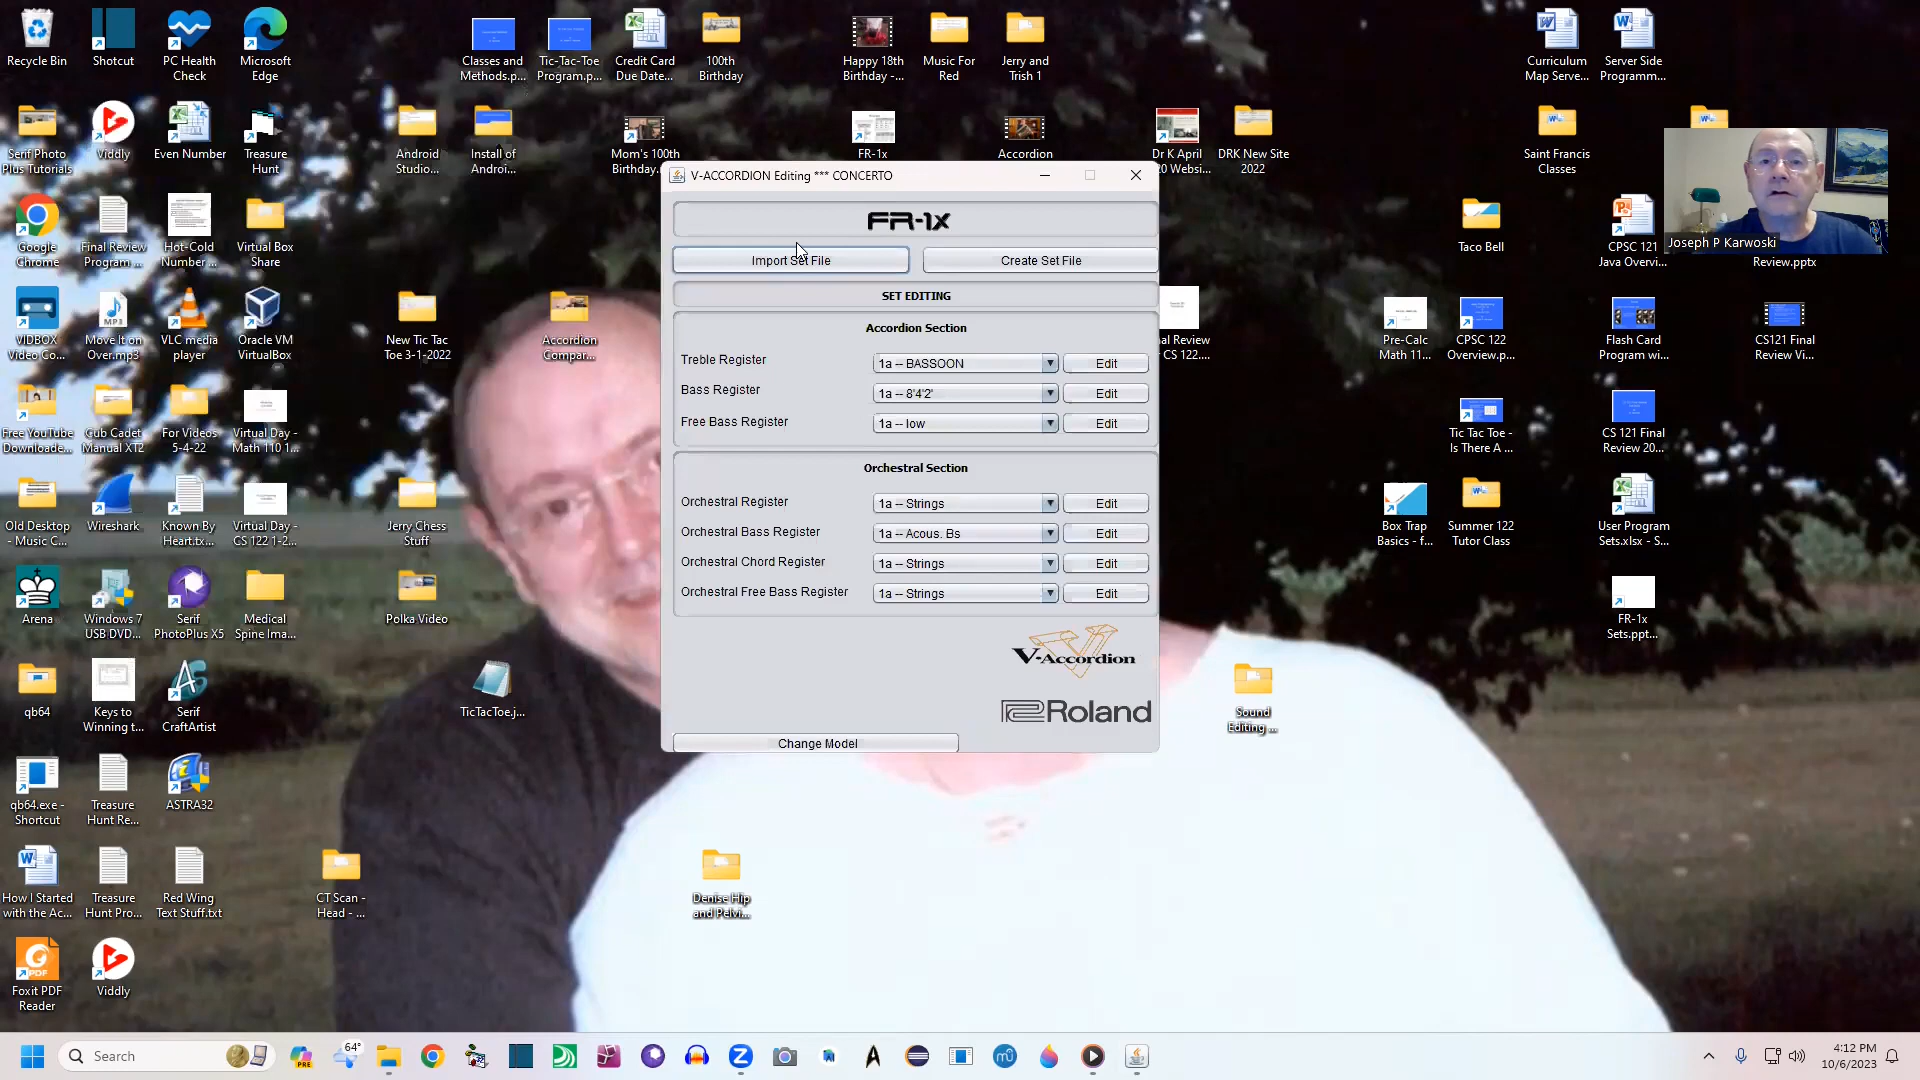 Recycle Bin
Shotcut
PC Health
Check
Microsoft
Edge
Classes and
Methods.p...
Tic-Tac-Toe
Program.p...
Credit Card
Due Date...
100th
Birthday
Happy 18th
Birthday -...
Music For
Red
Jerry and
Trish 1
Curriculum
Map Serve...
Server Side
Programm...
Serif Photo
Plus Tutorials
Viddly
Even Number
Treasure
Hunt
Android
Studio...
Install of
Androi...
Mom's 100th
Birthday...
FR-1x
Accordion
Dr K April
20 Websi...
DRK New Site
2022
Saint Francis
Classes
V-ACCORDION Editing *** CONCERTO
FR-1x
Import Set File
Create Set File
SET EDITING
Accordion Section
Treble Register
1a -- BASSOON
Edit
Bass Register
1a -- 8'4'2'
Edit
Free Bass Register
1a -- low
Edit
Orchestral Section
Orchestral Register
1a -- Strings
Edit
Orchestral Bass Register
1a -- Acous. Bs
Edit
Orchestral Chord Register
1a -- Strings
Edit
Orchestral Free Bass Register
1a -- Strings
Edit
V-Accordion
Roland
Change Model
Google
Chrome
Final Review
Program ...
Hot-Cold
Number ...
Virtual Box
Share
Taco Bell
CPSC 121
Java Overvi...
Joseph P Karwoski
Review.pptx
VIDBOX
Video Co...
Move It on
Over.mp3
VLC media
player
Oracle VM
VirtualBox
New Tic Tac
Toe 3-1-2022
Accordion
Compar...
al Review
CS 122...
Pre-Calc
Math 11...
CPSC 122
Overview.p...
Flash Card
Program wi...
CS121 Final
Review Vi...
Free YouTube
Downloade...
Cub Cadet
Manual XT2
For Videos
5-4-22
Virtual Day -
Math 110 1...
Tic Tac Toe -
Is There A ...
CS 121 Final
Review 20...
Old Desktop
- Music C...
Wireshark
Known By
Heart.tx...
Virtual Day -
CS 122 1-2...
Jerry Chess
Stuff
Box Trap
Basics - f...
Summer 122
Tutor Class
User Program
Sets.xlsx - S...
Arena
Windows 7
USB DVD...
Serif
PhotoPlus X5
Medical
Spine Ima...
Polka Video
FR-1x
Sets.ppt...
qb64
Keys to
Winning t...
Serif
CraftArtist
TicTacToe.j...
Sound
Editing ...
qb64.exe -
Shortcut
Treasure
Hunt Re...
ASTRA32
How I Started
with the Ac...
Treasure
Hunt Pro...
Red Wing
Text Stuff.txt
CT Scan -
Head - ...
Denise Hip
and Pelvi...
Foxit PDF
Reader
Viddly
Search
PRE
64°
4:12 PM
10/6/2023